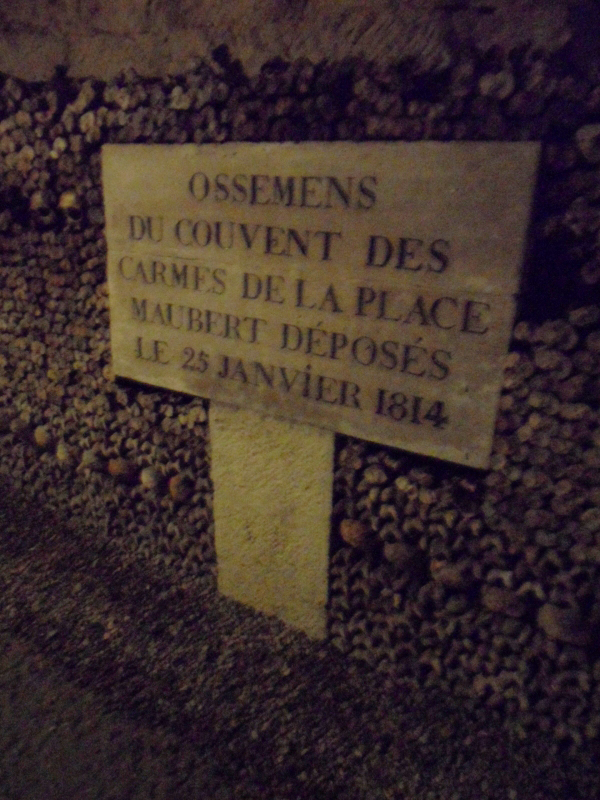 OSSEMENS
DU COUVENT DES
CARMES DE LA PLACE
MAUBERT DÉPOSÉS
LE 25 JANVIER 1814